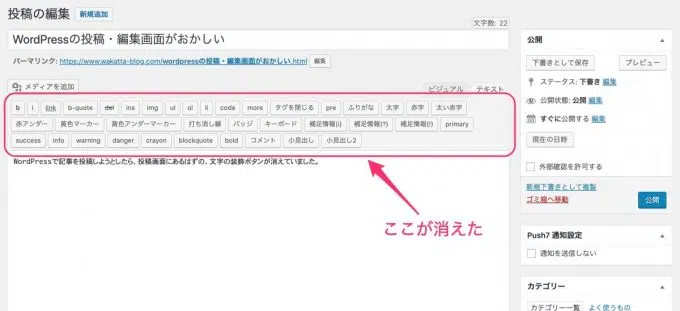 投稿の編集 新規追加
文字数: 22
WordPressの投稿・編集画面がおかしい
パーマリンク: https://www.wakatta-blog.com/wordpressの投稿・編集画面がおかしい.html 編集
メディアを追加
ビジュアル テキスト
b i link b-quote del ins img ul ol li code more タグを閉じる pre ふりがな 太字 赤字 太い赤字
赤アンダー 黄色マーカー 黄色アンダーマーカー 打ち消し線 バッジ キーボード 補足情報(i) 補足情報(?) 補足情報(!) primary
success info warning danger crayon blockquote bold コメント 小見出し 小見出し2
WordPressで記事を投稿しようとしたら、投稿画面にあるはずの、文字の装飾ボタンが消えていました。
ここが消えた
公開
下書きとして保存 プレビュー
ステータス: 下書き 編集
公開状態: 公開 編集
すぐに公開する 編集
現在の日時
外部確認を許可する
新規下書きとして複製
ゴミ箱へ移動 公開
Push7 通知設定
通知を送信しない
カテゴリー
カテゴリー一覧 よく使うもの